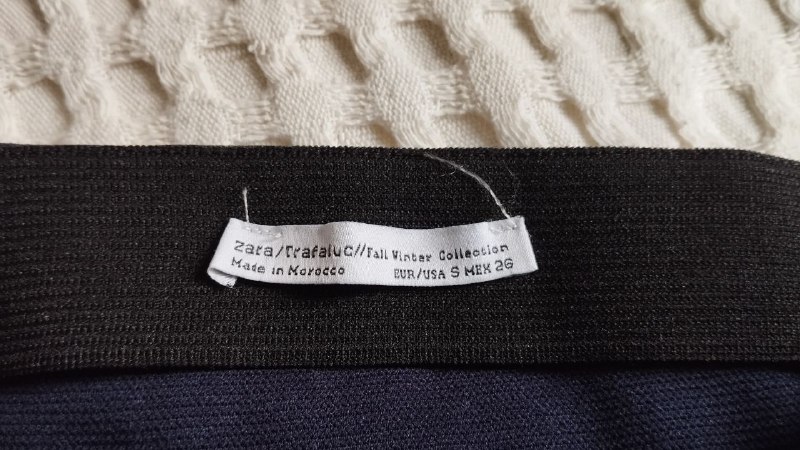 Zara/Trafaluc//Fall Winter Collection
Made in Morocco EUR/USA S MEX 26